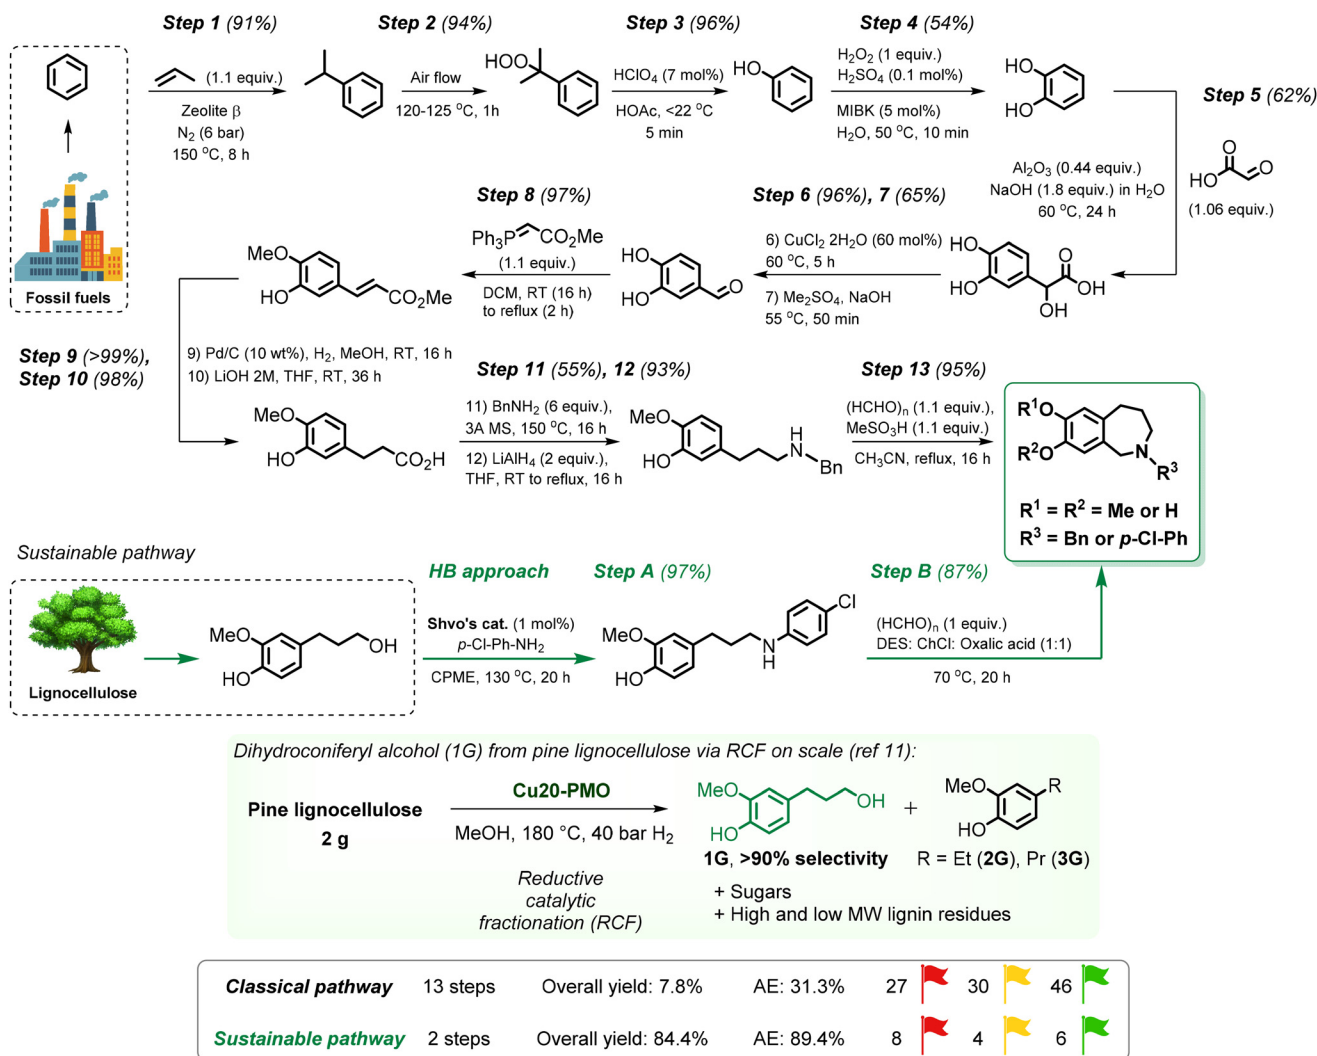 Step 1 (91%)
Step 2 (94%)
Step 3 (96%)
Step 4 (54%)
(1.1 equiv.)
Zeolite β
N2 (6 bar)
150 °C, 8 h
Air flow
120-125 °C, 1h
HOO
HClO4 (7 mol%)
HOAc, <22 °C
5 min
HO
H2O2 (1 equiv.)
H2SO4 (0.1 mol%)
MIBK (5 mol%)
H2O, 50 °C, 10 min
HO
HO
Step 5 (62%)
Al2O3 (0.44 equiv.)
NaOH (1.8 equiv.) in H2O
60 °C, 24 h
O
HO
O
(1.06 equiv.)
Fossil fuels
Step 8 (97%)
Step 6 (96%), 7 (65%)
MeO
HO
CO2Me
Ph3P
CO2Me
(1.1 equiv.)
DCM, RT (16 h)
to reflux (2 h)
HO
HO
O
6) CuCl2 2H2O (60 mol%)
60 °C, 5 h
7) Me2SO4, NaOH
55 °C, 50 min
HO
HO
O
OH
OH
Step 9 (>99%),
Step 10 (98%)
9) Pd/C (10 wt%), H2, MeOH, RT, 16 h
10) LiOH 2M, THF, RT, 36 h
Step 11 (55%), 12 (93%)
Step 13 (95%)
MeO
HO
CO2H
11) BnNH2 (6 equiv.),
3A MS, 150 °C, 16 h
12) LiAlH4 (2 equiv.),
THF, RT to reflux, 16 h
MeO
HO
H
N
Bn
(HCHO)n (1.1 equiv.),
MeSO3H (1.1 equiv.)
CH3CN, reflux, 16 h
R1O
R2O
N
R3
R1 = R2 = Me or H
R3 = Bn or p-Cl-Ph
Sustainable pathway
HB approach
Step A (97%)
Step B (87%)
Lignocellulose
MeO
HO
OH
Shvo's cat. (1 mol%)
p-Cl-Ph-NH2
CPME, 130 °C, 20 h
MeO
HO
N
H
Cl
(HCHO)n (1 equiv.)
DES: ChCl: Oxalic acid (1:1)
70 °C, 20 h
Dihydroconiferyl alcohol (1G) from pine lignocellulose via RCF on scale (ref 11):
Pine lignocellulose
2 g
Cu20-PMO
MeOH, 180 °C, 40 bar H2
Reductive
catalytic
fractionation (RCF)
MeO
HO
OH
+
MeO
HO
R
1G, >90% selectivity
R = Et (2G), Pr (3G)
+ Sugars
+ High and low MW lignin residues
Classical pathway 13 steps Overall yield: 7.8% AE: 31.3% 27 30 46
Sustainable pathway 2 steps Overall yield: 84.4% AE: 89.4% 8 4 6